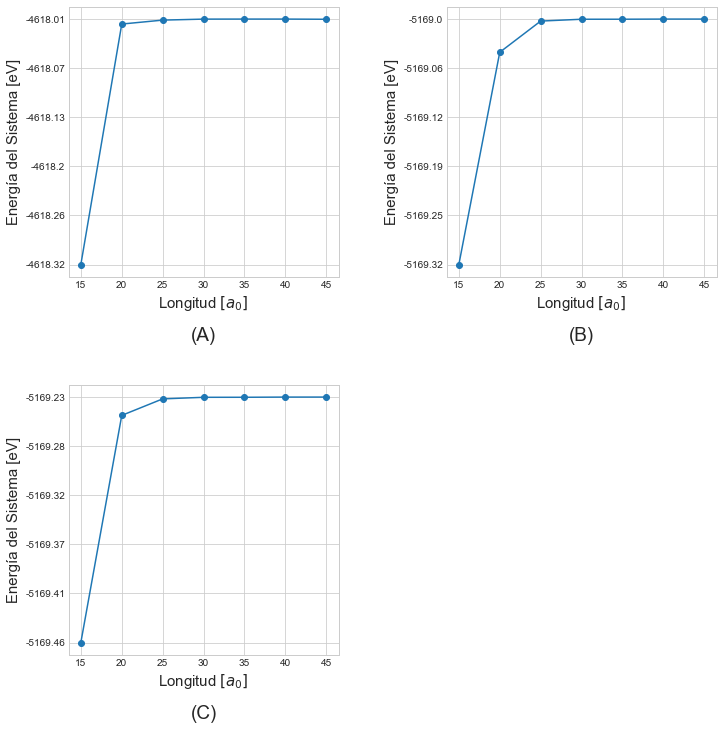 Energía del Sistema [eV]
-4618.01
-4618.07
-4618.13
-4618.2
-4618.26
-4618.32
15 20 25 30 35 40 45
Longitud [a₀]
(A)
Energía del Sistema [eV]
-5169.0
-5169.06
-5169.12
-5169.19
-5169.25
-5169.32
15 20 25 30 35 40 45
Longitud [a₀]
(B)
Energía del Sistema [eV]
-5169.23
-5169.28
-5169.32
-5169.37
-5169.41
-5169.46
15 20 25 30 35 40 45
Longitud [a₀]
(C)